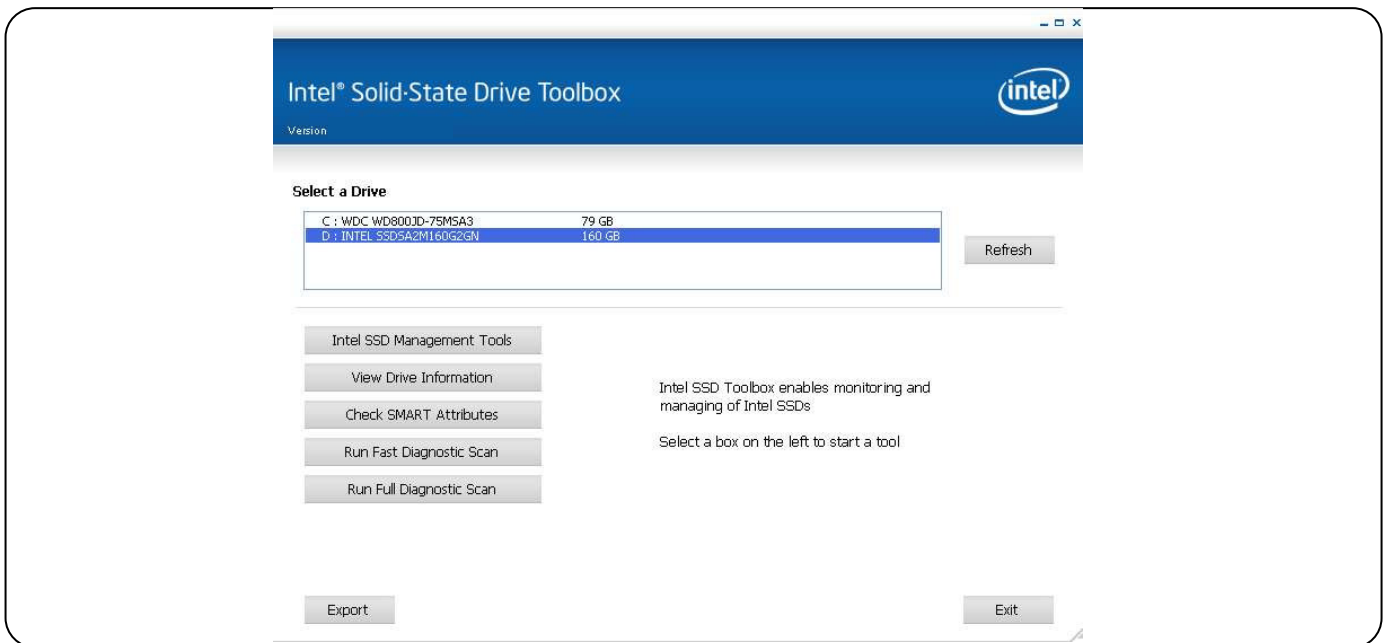 Intel® Solid-State Drive Toolbox
intel
Version
Select a Drive
C : WDC WD800JD-75MSA3 79 GB
D : INTEL SSDSA2M160G2GN 160 GB
Refresh
Intel SSD Management Tools
View Drive Information
Check SMART Attributes
Run Fast Diagnostic Scan
Run Full Diagnostic Scan
Intel SSD Toolbox enables monitoring and
managing of Intel SSDs
Select a box on the left to start a tool
Export
Exit